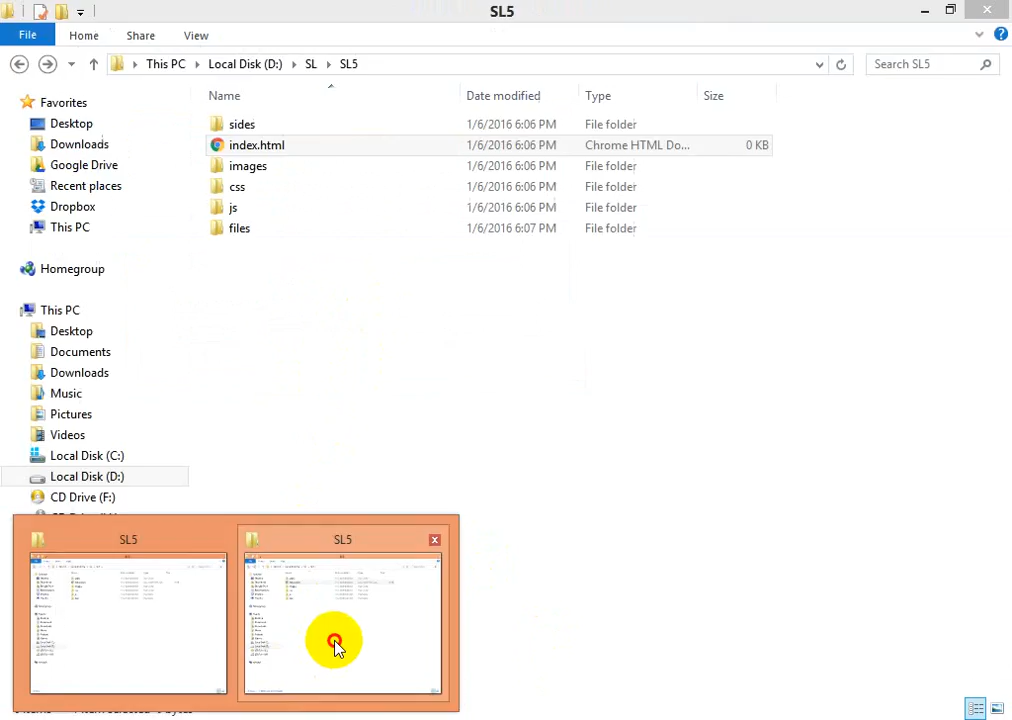 SL5
File Home Share View
This PC Local Disk (D:) SL SL5 Search SL5
Name Date modified Type Size
Favorites
Desktop
Downloads
Google Drive
Recent places
Dropbox
This PC
Homegroup
This PC
Desktop
Documents
Downloads
Music
Pictures
Videos
Local Disk (C:)
Local Disk (D:)
CD Drive (F:)
sides 1/6/2016 6:06 PM File folder
index.html 1/6/2016 6:06 PM Chrome HTML Do... 0 KB
images 1/6/2016 6:06 PM File folder
css 1/6/2016 6:06 PM File folder
js 1/6/2016 6:06 PM File folder
files 1/6/2016 6:07 PM File folder
SL5 SL5